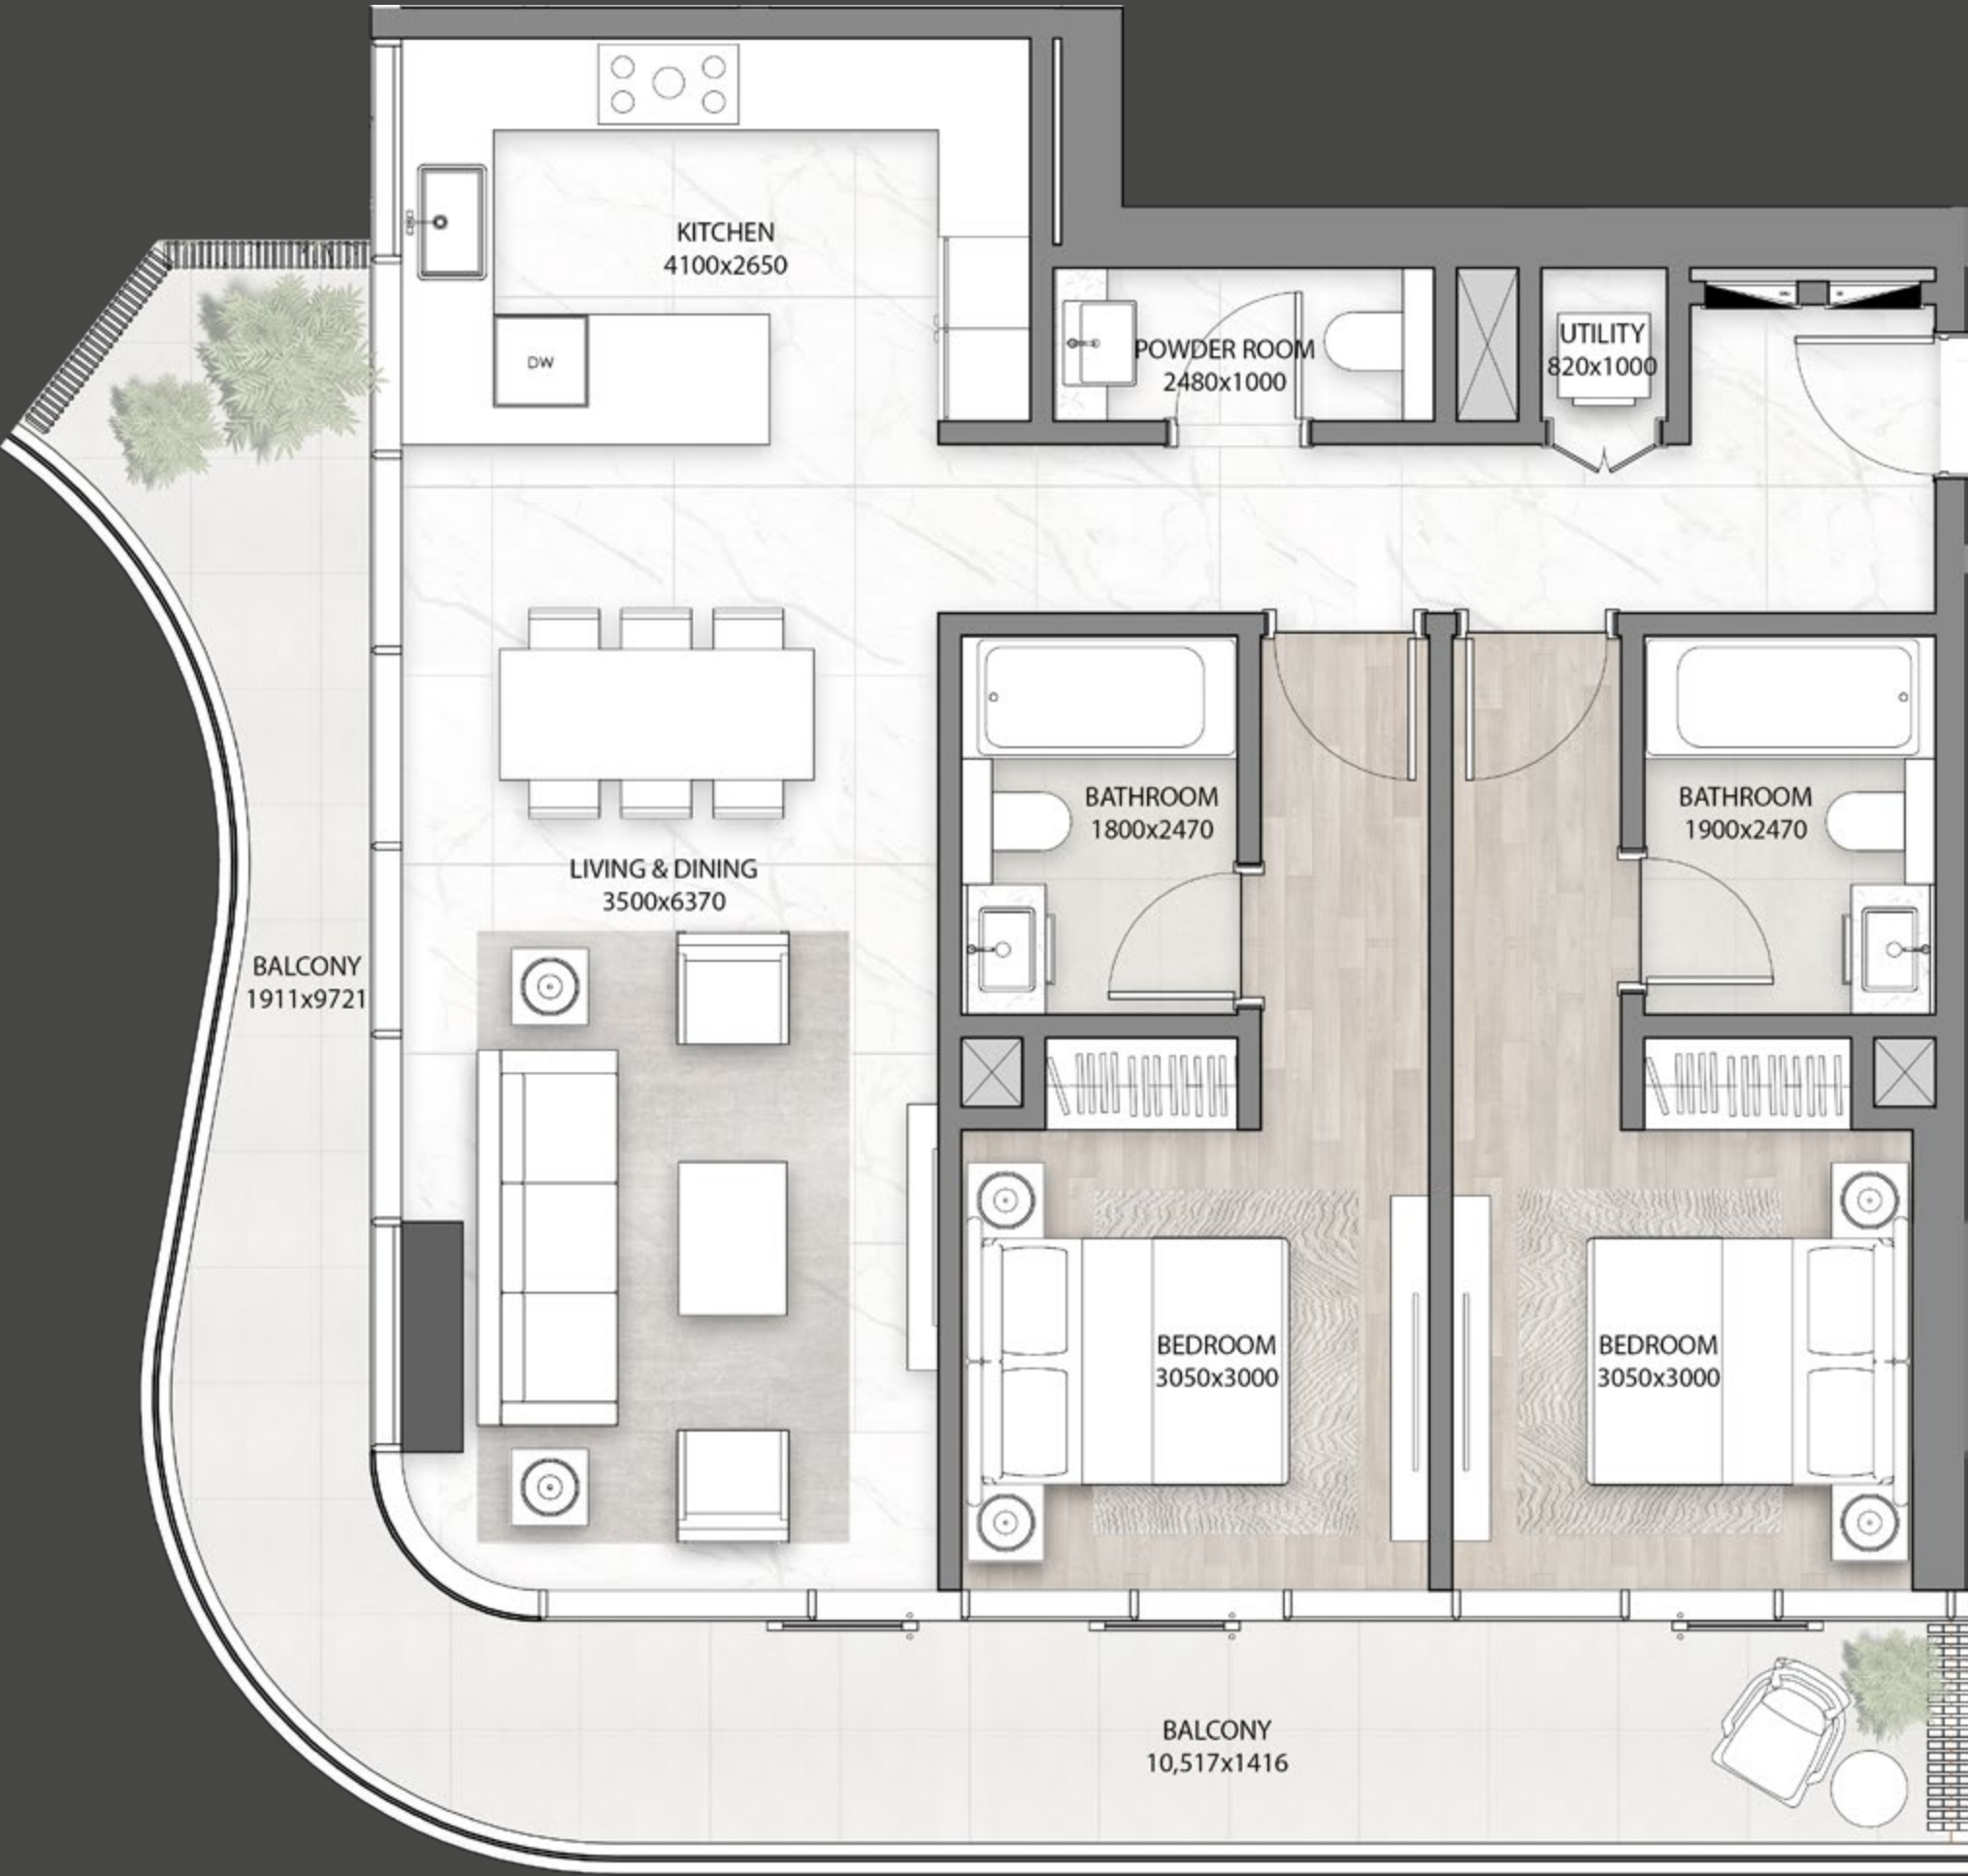 KITCHEN
4100x2650
DW
POWDER ROOM
2480x1000
UTILITY
820x1000
BATHROOM
1800x2470
BATHROOM
1900x2470
LIVING & DINING
3500x6370
BALCONY
1911x9721
BEDROOM
3050x3000
BEDROOM
3050x3000
BALCONY
10,517x1416